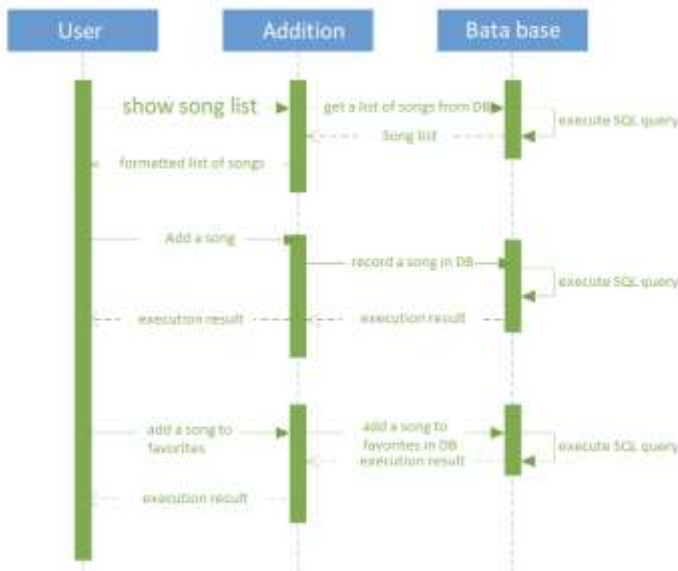 User
Addition
Bata base
show song list
get a list of songs from DB
execute SQL query
Song list
formatted list of songs
Add a song
record a song in DB
execute SQL query
execution result
execution result
add a song to
favorites
add a song to
favorites in DB
execute SQL query
execution result
execution result